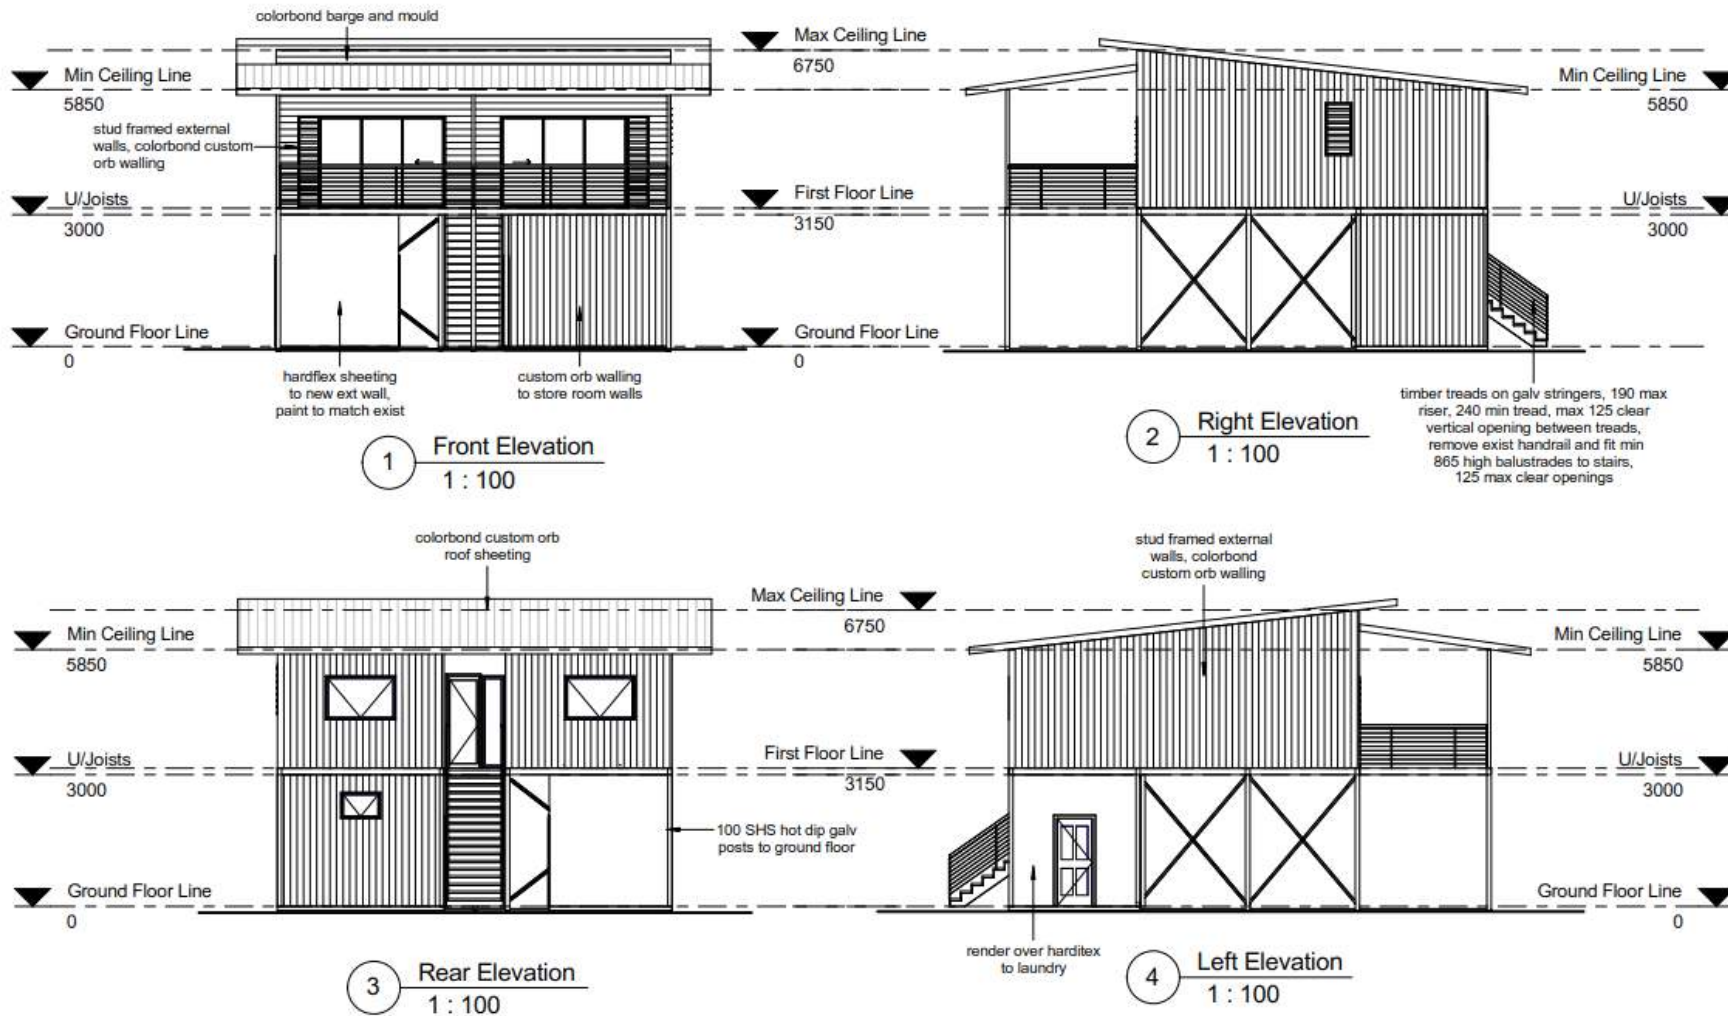 colorbond barge and mould
Min Ceiling Line
5850
stud framed external
walls, colorbond custom
orb walling
U/Joists
3000
Ground Floor Line
0
hardflex sheeting
to new ext wall,
paint to match exist
custom orb walling
to store room walls
1
Front Elevation
1 : 100
Max Ceiling Line
6750
First Floor Line
3150
Ground Floor Line
0
Min Ceiling Line
5850
U/Joists
3000
timber treads on galv stringers, 190 max
riser, 240 min tread, max 125 clear
vertical opening between treads,
remove exist handrail and fit min
865 high balustrades to stairs,
125 max clear openings
2
Right Elevation
1 : 100
colorbond custom orb
roof sheeting
Min Ceiling Line
5850
U/Joists
3000
Ground Floor Line
0
100 SHS hot dip galv
posts to ground floor
3
Rear Elevation
1 : 100
Max Ceiling Line
6750
First Floor Line
3150
stud framed external
walls, colorbond
custom orb walling
Min Ceiling Line
5850
U/Joists
3000
Ground Floor Line
0
render over harditex
to laundry
4
Left Elevation
1 : 100